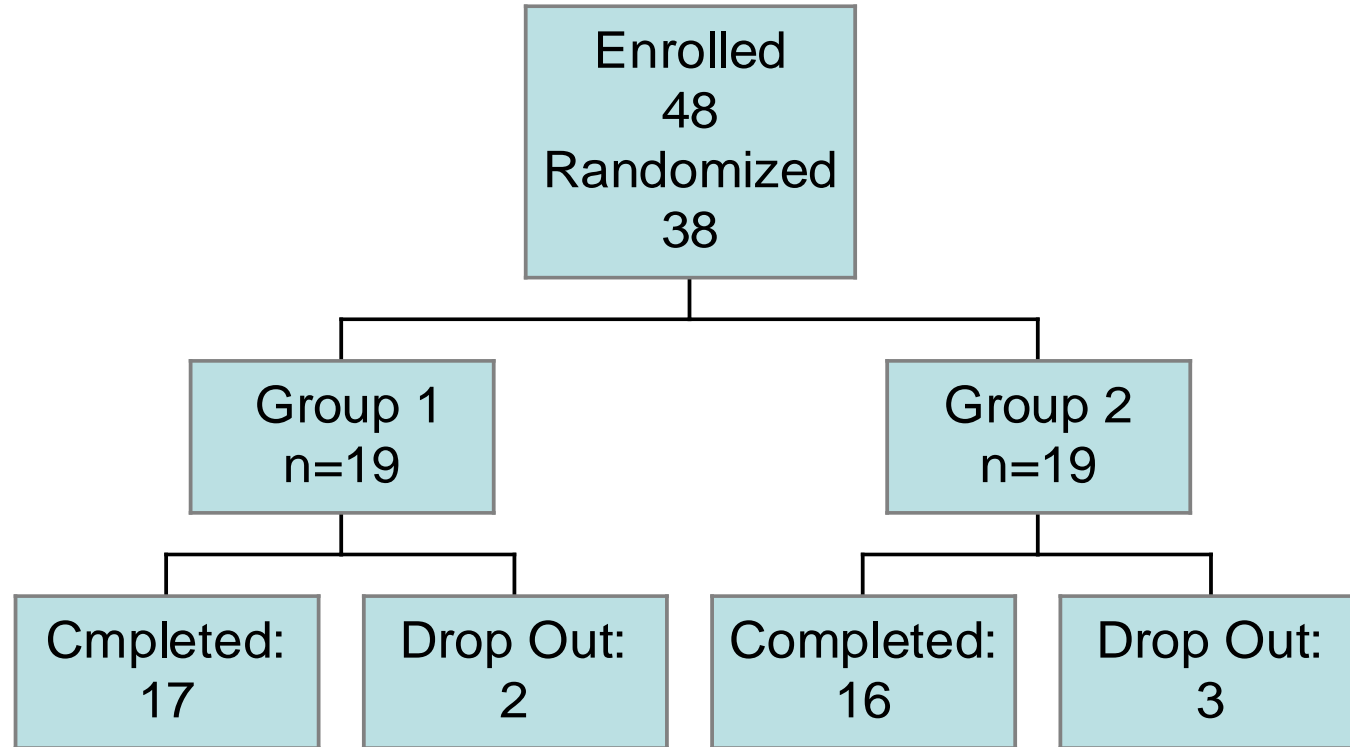 Enrolled
48
Randomized
38
Group 1
n=19
Group 2
n=19
Cmpleted:
17
Drop Out:
2
Completed:
16
Drop Out:
3